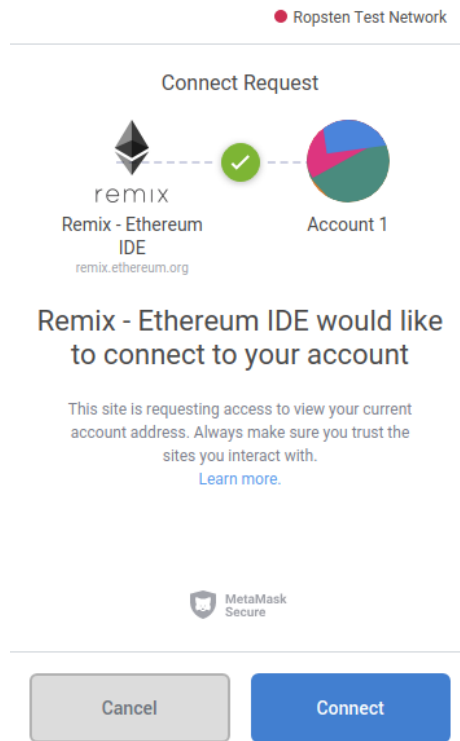 Ropsten Test Network
Connect Request
remix
Remix - Ethereum
IDE
remix.ethereum.org
Account 1
Remix - Ethereum IDE would like
to connect to your account
This site is requesting access to view your current
account address. Always make sure you trust the
sites you interact with.
Learn more.
MetaMask
Secure
Cancel
Connect